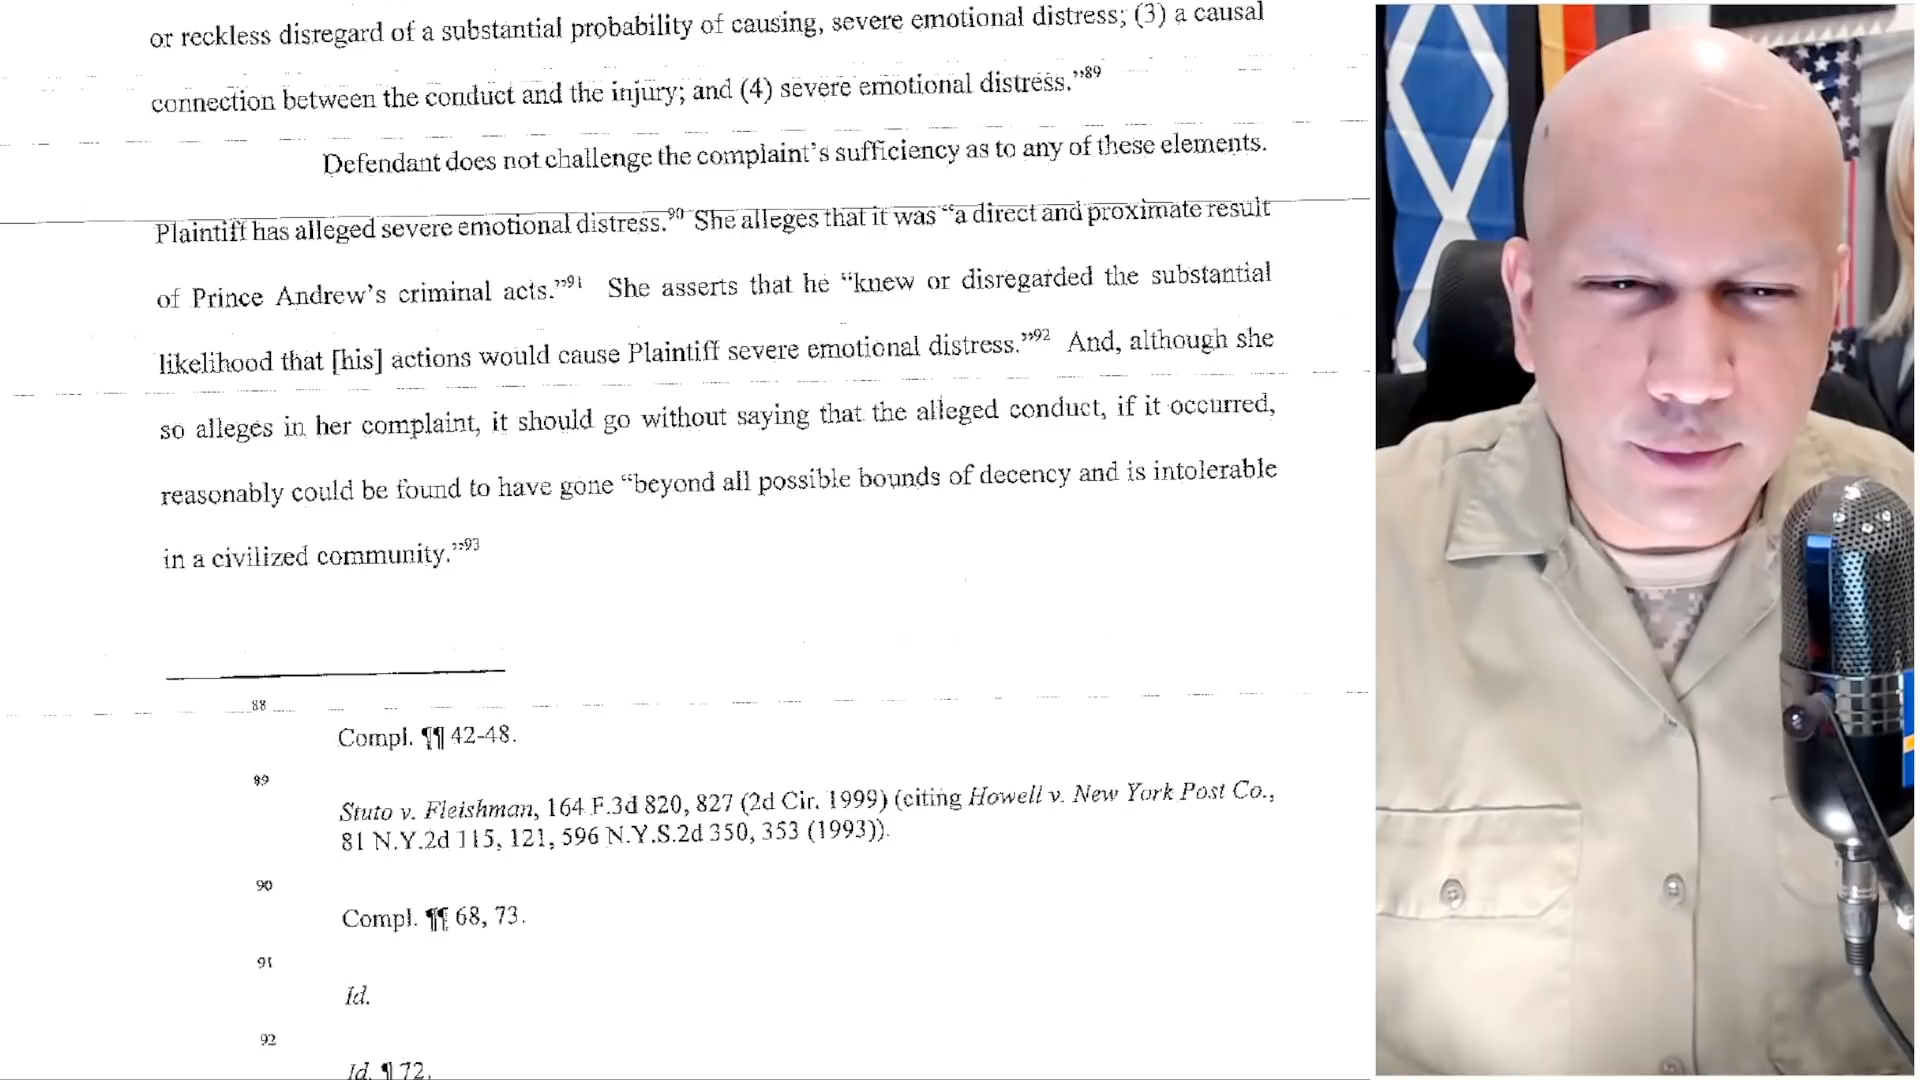 or reckless disregard of a substantial probability of causing, severe emotional distress; (3) a causal
connection between the conduct and the injury; and (4) severe emotional distress.”89
Defendant does not challenge the complaint’s sufficiency as to any of these elements.
Plaintiff has alleged severe emotional distress.90 She alleges that it was “a direct and proximate result
of Prince Andrew’s criminal acts.”91 She asserts that he “knew or disregarded the substantial
likelihood that [his] actions would cause Plaintiff severe emotional distress.”92 And, although she
so alleges in her complaint, it should go without saying that the alleged conduct, if it occurred,
reasonably could be found to have gone “beyond all possible bounds of decency and is intolerable
in a civilized community.”93
88
Compl. ¶¶ 42-48.
89
Stuto v. Fleishman, 164 F.3d 820, 827 (2d Cir. 1999) (citing Howell v. New York Post Co.,
81 N.Y.2d 115, 121, 596 N.Y.S.2d 350, 353 (1993)).
90
Compl. ¶¶ 68, 73.
91
Id.
92
Id. ¶ 72.